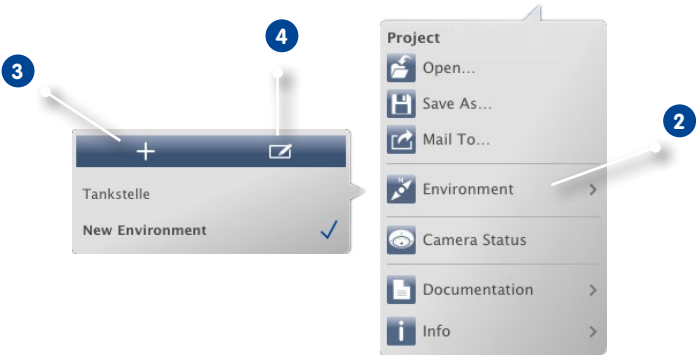 4
3
+
Tankstelle
New Environment
Project
Open...
Save As...
Mail To...
2
N
Environment
Camera Status
Documentation
i Info